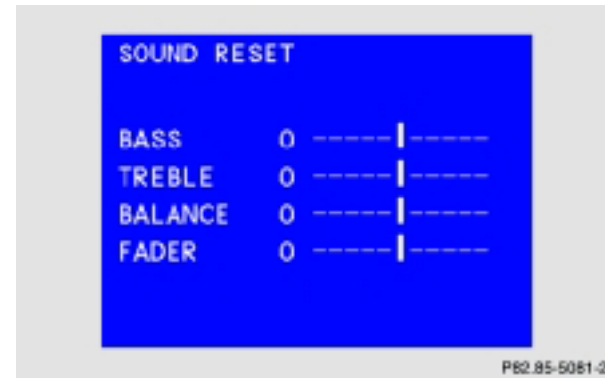 SOUND RESET
BASS 0 -----|-----
TREBLE 0 -----|-----
BALANCE 0 -----|-----
FADER 0 -----|-----
P82.85-5081-2